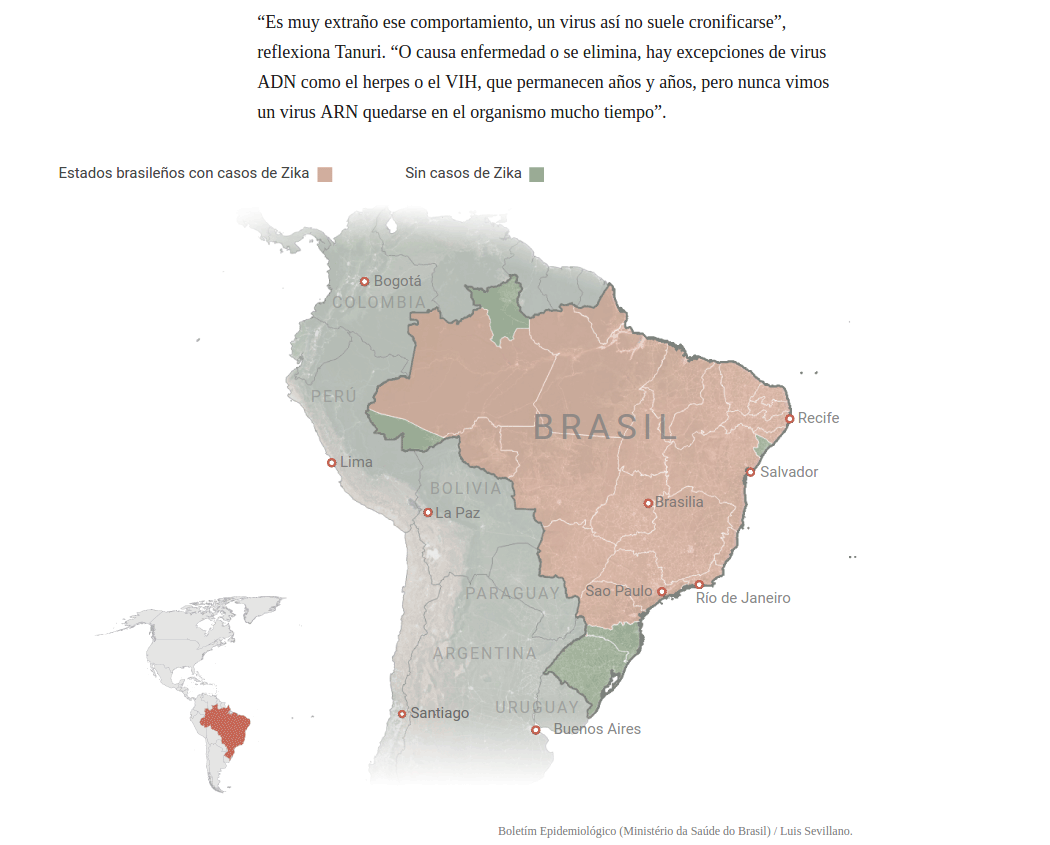 “Es muy extraño ese comportamiento, un virus así no suele cronificarse”,
reflexiona Tanuri. “O causa enfermedad o se elimina, hay excepciones de virus
ADN como el herpes o el VIH, que permanecen años y años, pero nunca vimos
un virus ARN quedarse en el organismo mucho tiempo”.
Estados brasileños con casos de Zika
Sin casos de Zika
Bogotá
COLOMBIA
PERÚ
BRASIL
Recife
Lima
Salvador
BOLIVIA
Brasilia
La Paz
PARAGUAY
Sao Paulo
Río de Janeiro
ARGENTINA
URUGUAY
Santiago
Buenos Aires
Boletím Epidemiológico (Ministério da Saúde do Brasil) / Luis Sevillano.